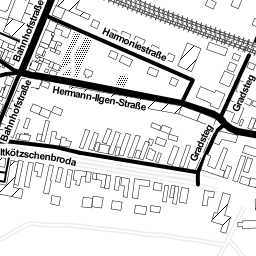 Bahnhofstraße
Harmoniestraße
Gradsteg
Hermann-Ilgen-Straße
Bahnhofstraße
Gradsteg
ltkötzschenbroda